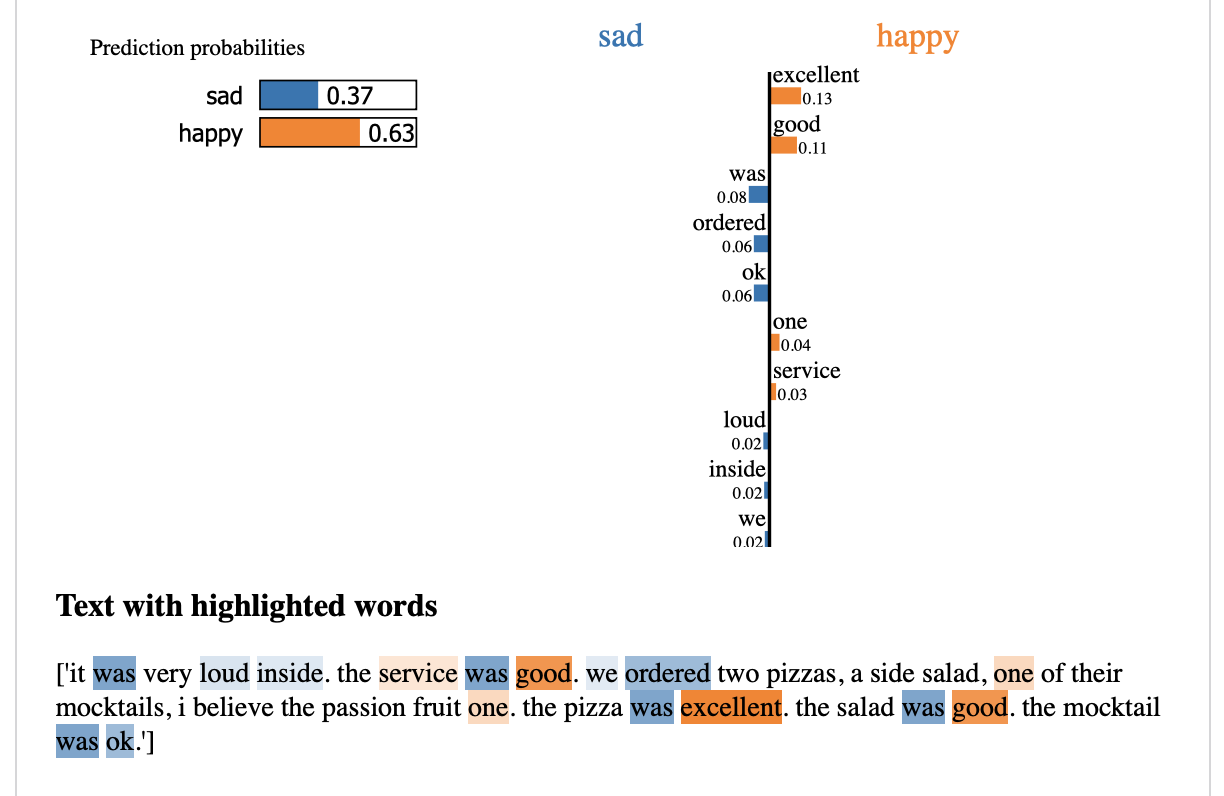 Prediction probabilities
sad 0.37
happy 0.63
sad happy
excellent
0.13
good
0.11
was
0.08
ordered
0.06
ok
0.06
one
0.04
service
0.03
loud
0.02
inside
0.02
we
0.02
Text with highlighted words
['it was very loud inside. the service was good. we ordered two pizzas, a side salad, one of their
mocktails, i believe the passion fruit one. the pizza was excellent. the salad was good. the mocktail
was ok.']